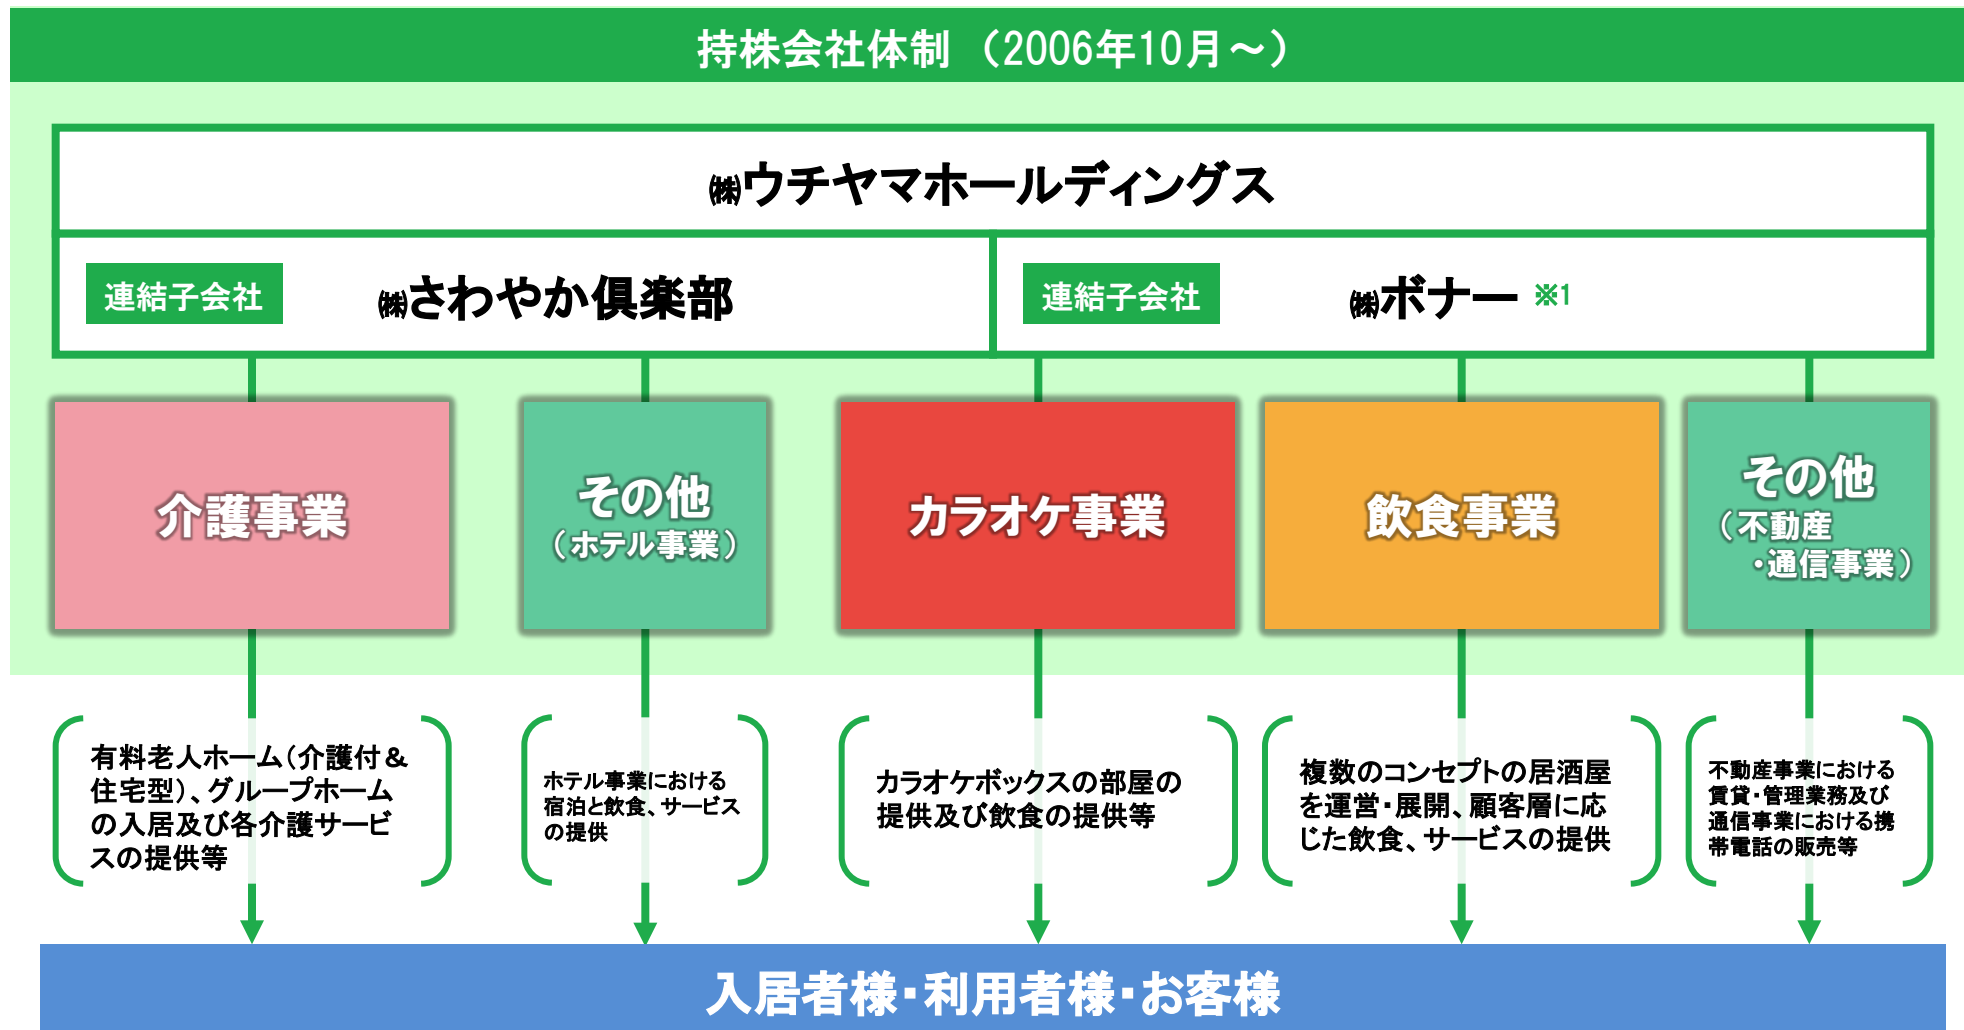 持株会社体制（2006年10月～）
㈱ウチヤマホールディングス
連結子会社
㈱さわやか倶楽部
連結子会社
㈱ボナー ※1
介護事業
その他
（ホテル事業）
カラオケ事業
飲食事業
その他
（不動産
・通信事業）
有料老人ホーム（介護付＆
住宅型）、グループホーム
の入居及び各介護サービ
スの提供等
ホテル事業における
宿泊と飲食、サービス
の提供
カラオケボックスの部屋の
提供及び飲食の提供等
複数のコンセプトの居酒屋
を運営・展開、顧客層に応
じた飲食、サービスの提供
不動産事業における
賃貸・管理業務及び
通信事業における携
帯電話の販売等
入居者様・利用者様・お客様